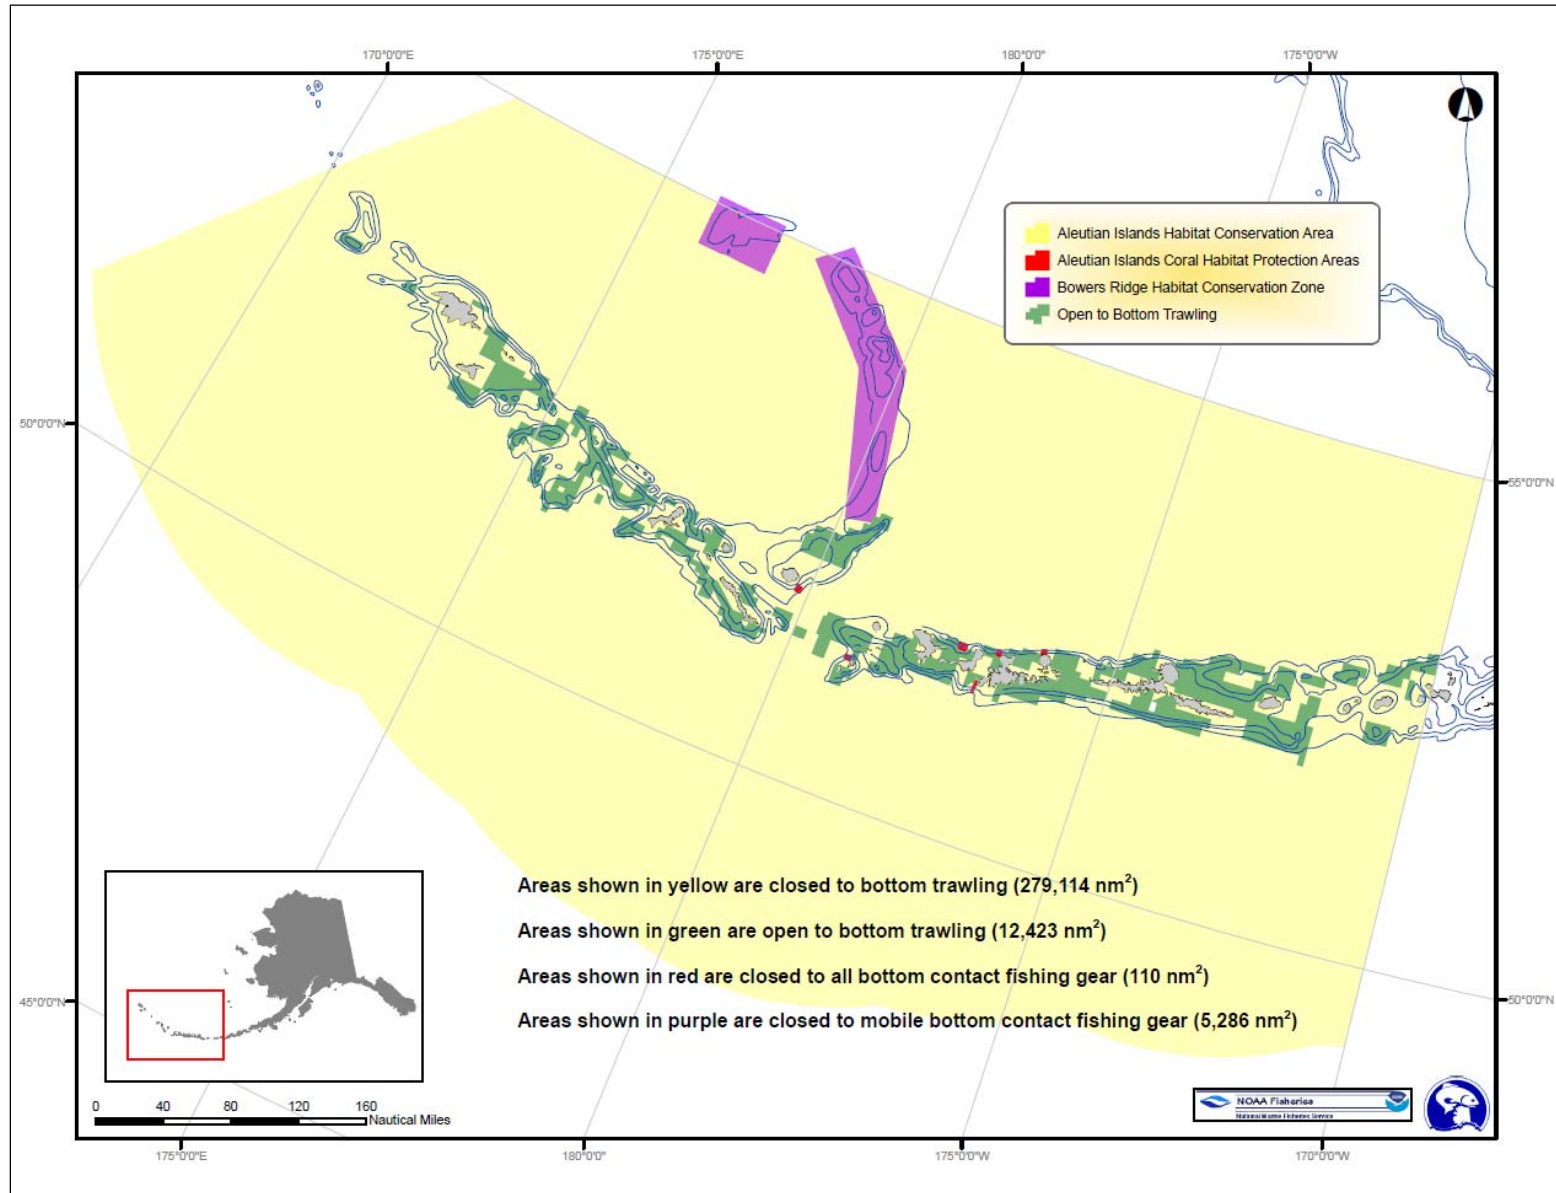 170°0'0"E
175°0'0"E
180°0'0"
175°0'0"W
Aleutian Islands Habitat Conservation Area
Aleutian Islands Coral Habitat Protection Areas
Bowers Ridge Habitat Conservation Zone
Open to Bottom Trawling
50°0'0"N
55°0'0"N
Areas shown in yellow are closed to bottom trawling (279,114 nm²)
Areas shown in green are open to bottom trawling (12,423 nm²)
Areas shown in red are closed to all bottom contact fishing gear (110 nm²)
Areas shown in purple are closed to mobile bottom contact fishing gear (5,286 nm²)
45°0'0"N
50°0'0"N
0 40 80 120 160
Nautical Miles
NOAA Fisheries
National Marine Fisheries Service
175°0'0"E
180°0'0"
175°0'0"W
170°0'0"W